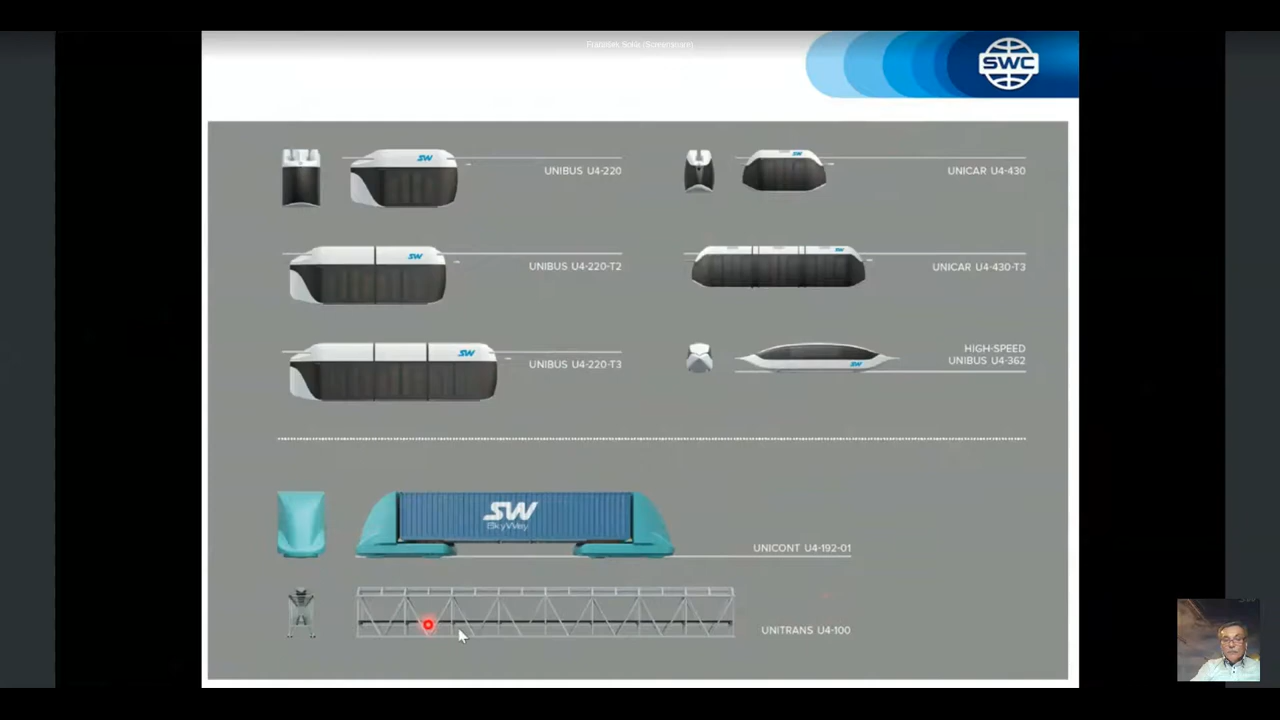 SWC
SW
UNIBUS U4-220
SW
UNICAR U4-430
SW
UNIBUS U4-220-T2
SW
UNICAR U4-430-T3
SW
UNIBUS U4-220-T3
HIGH-SPEED
UNIBUS U4-362
SW
SW
SkyWay
UNICONT U4-192-01
UNITRANS U4-100